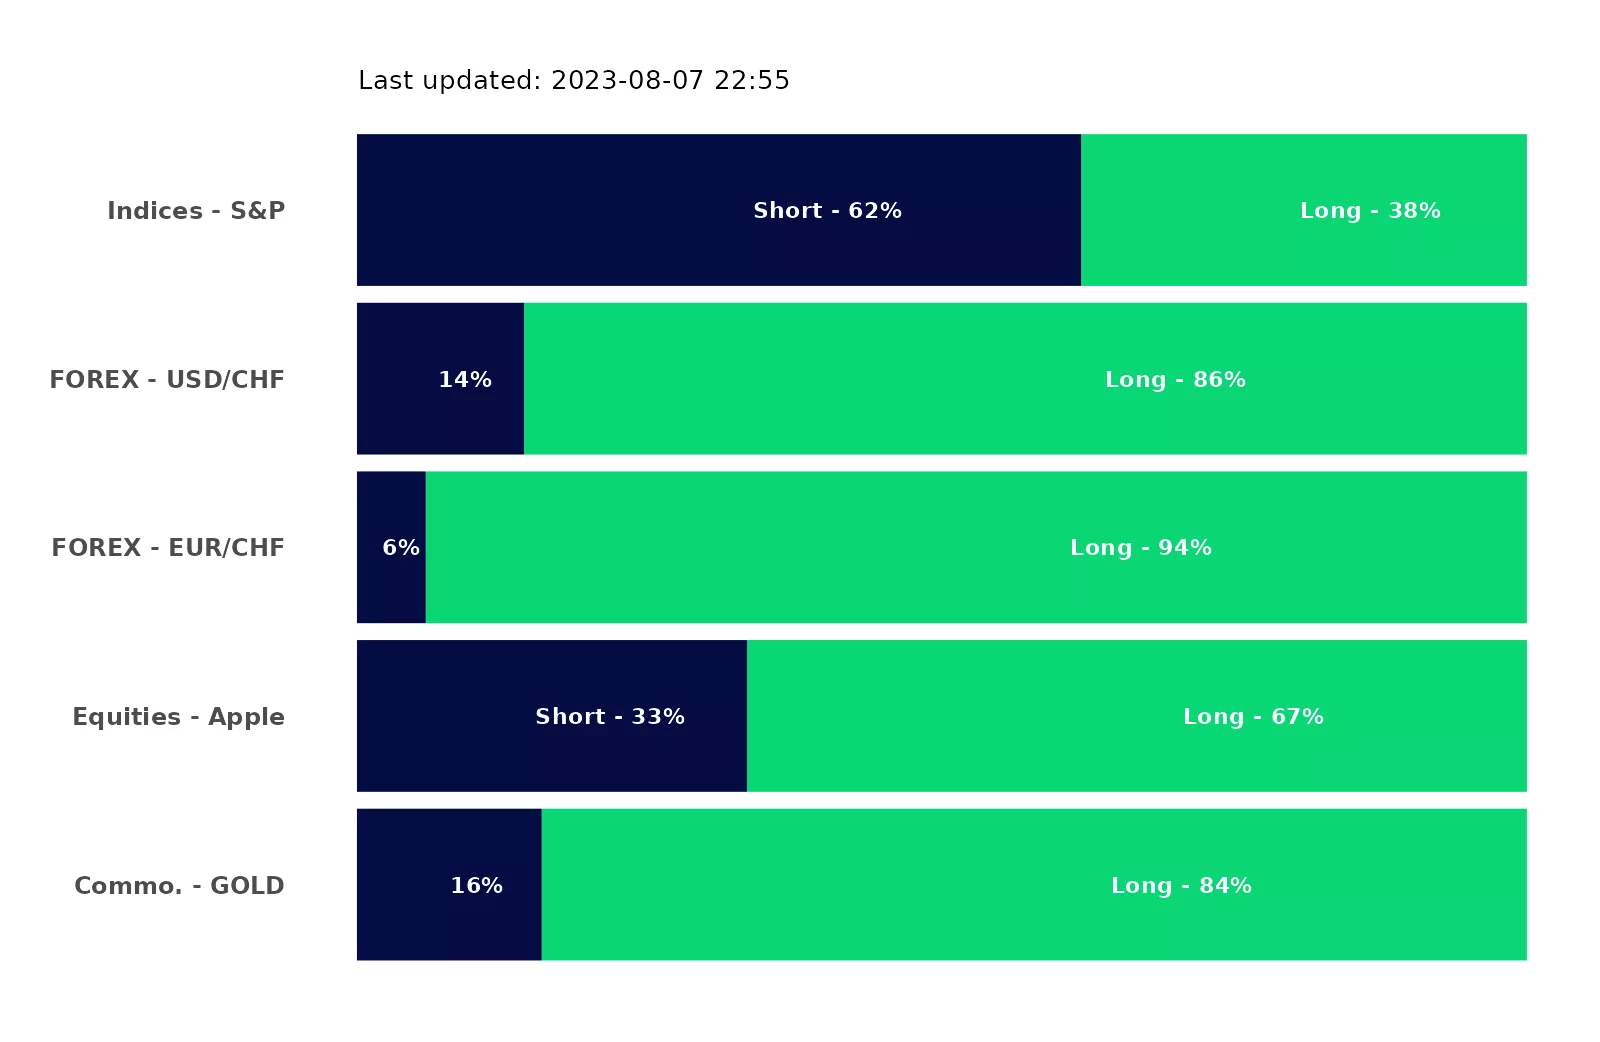 Last updated: 2023-08-07 22:55
Indices - S&P Short - 62% Long - 38%
FOREX - USD/CHF 14% Long - 86%
FOREX - EUR/CHF 6% Long - 94%
Equities - Apple Short - 33% Long - 67%
Commo. - GOLD 16% Long - 84%